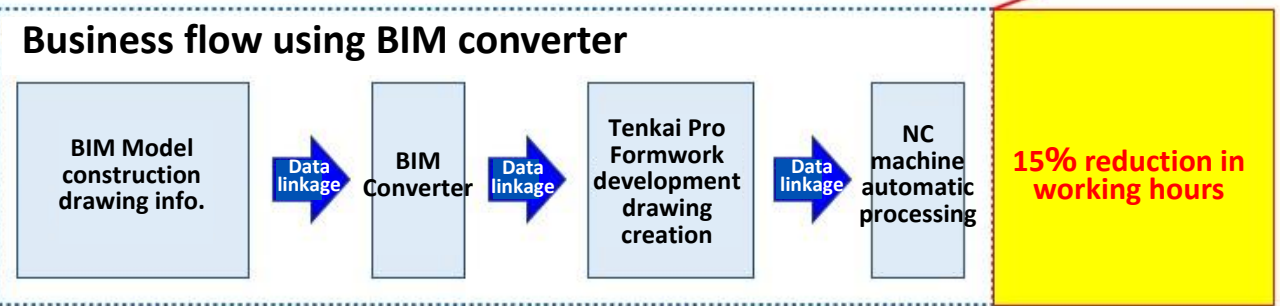 Business flow using BIM converter
BIM Model
construction
drawing info.
Data
linkage
BIM
Converter
Data
linkage
Tenkai Pro
Formwork
development
drawing
creation
Data
linkage
NC
machine
automatic
processing
15% reduction in
working hours